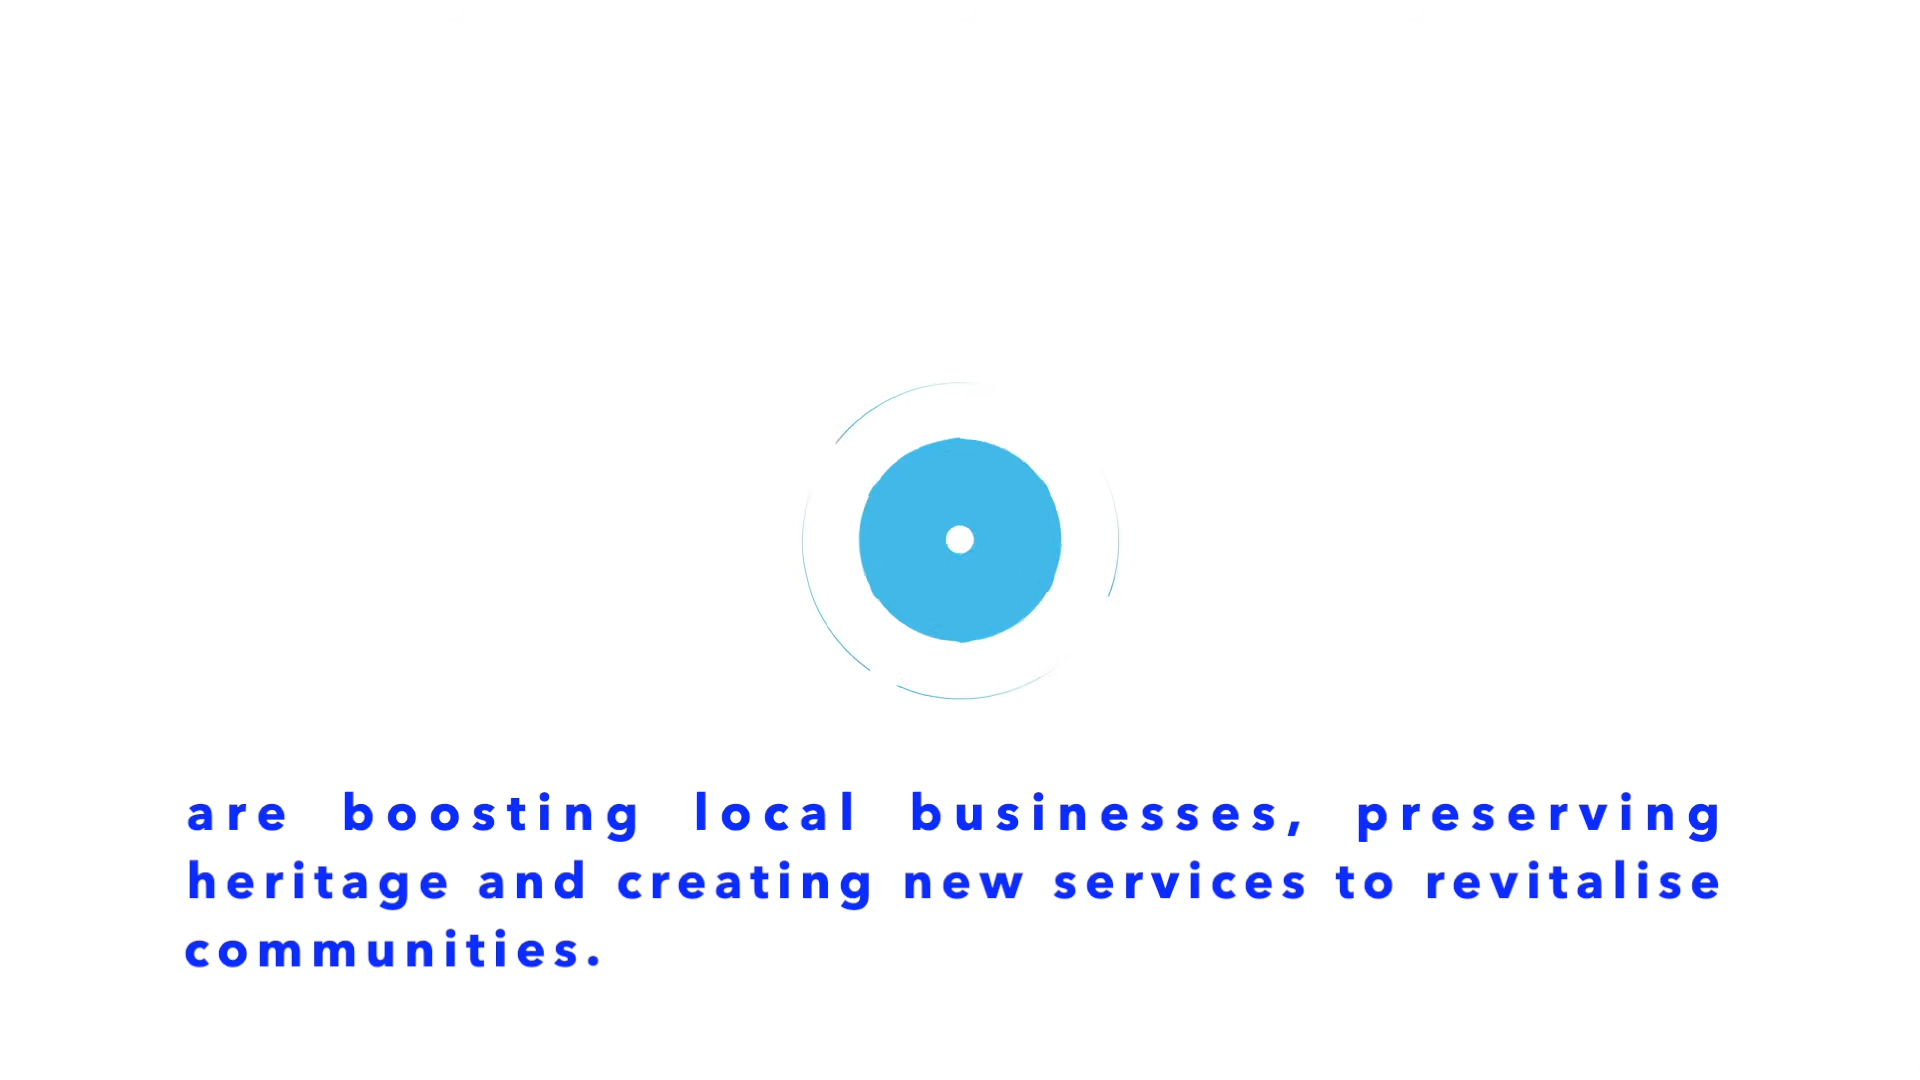 are boosting local businesses, preserving
heritage and creating new services to revitalise
communities.